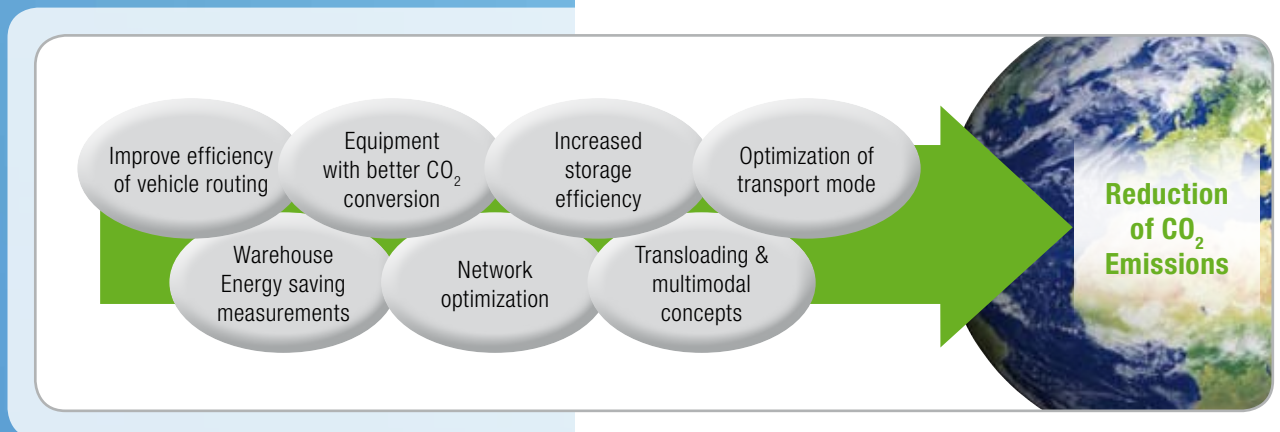 Improve efficiency
of vehicle routing
Equipment
with better CO₂
conversion
Increased
storage
efficiency
Optimization of
transport mode
Warehouse
Energy saving
measurements
Network
optimization
Transloading &
multimodal
concepts
Reduction
of CO₂
Emissions